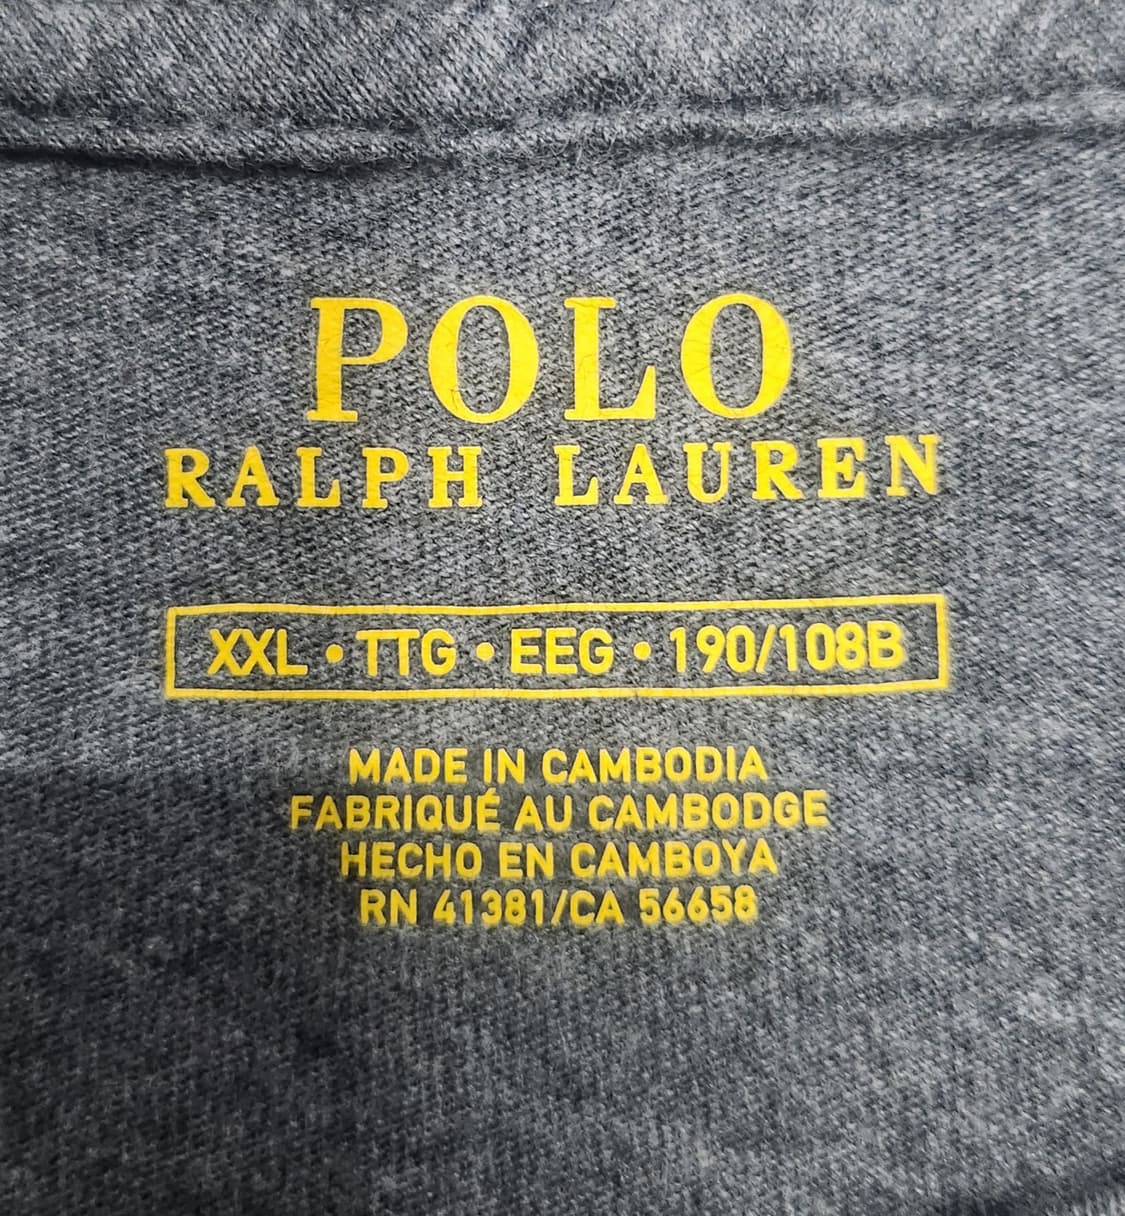 POLO
RALPH LAUREN
XXL • TTG • EEG • 190/108B
MADE IN CAMBODIA
FABRIQUÉ AU CAMBODGE
HECHO EN CAMBOYA
RN 41381/CA 56658